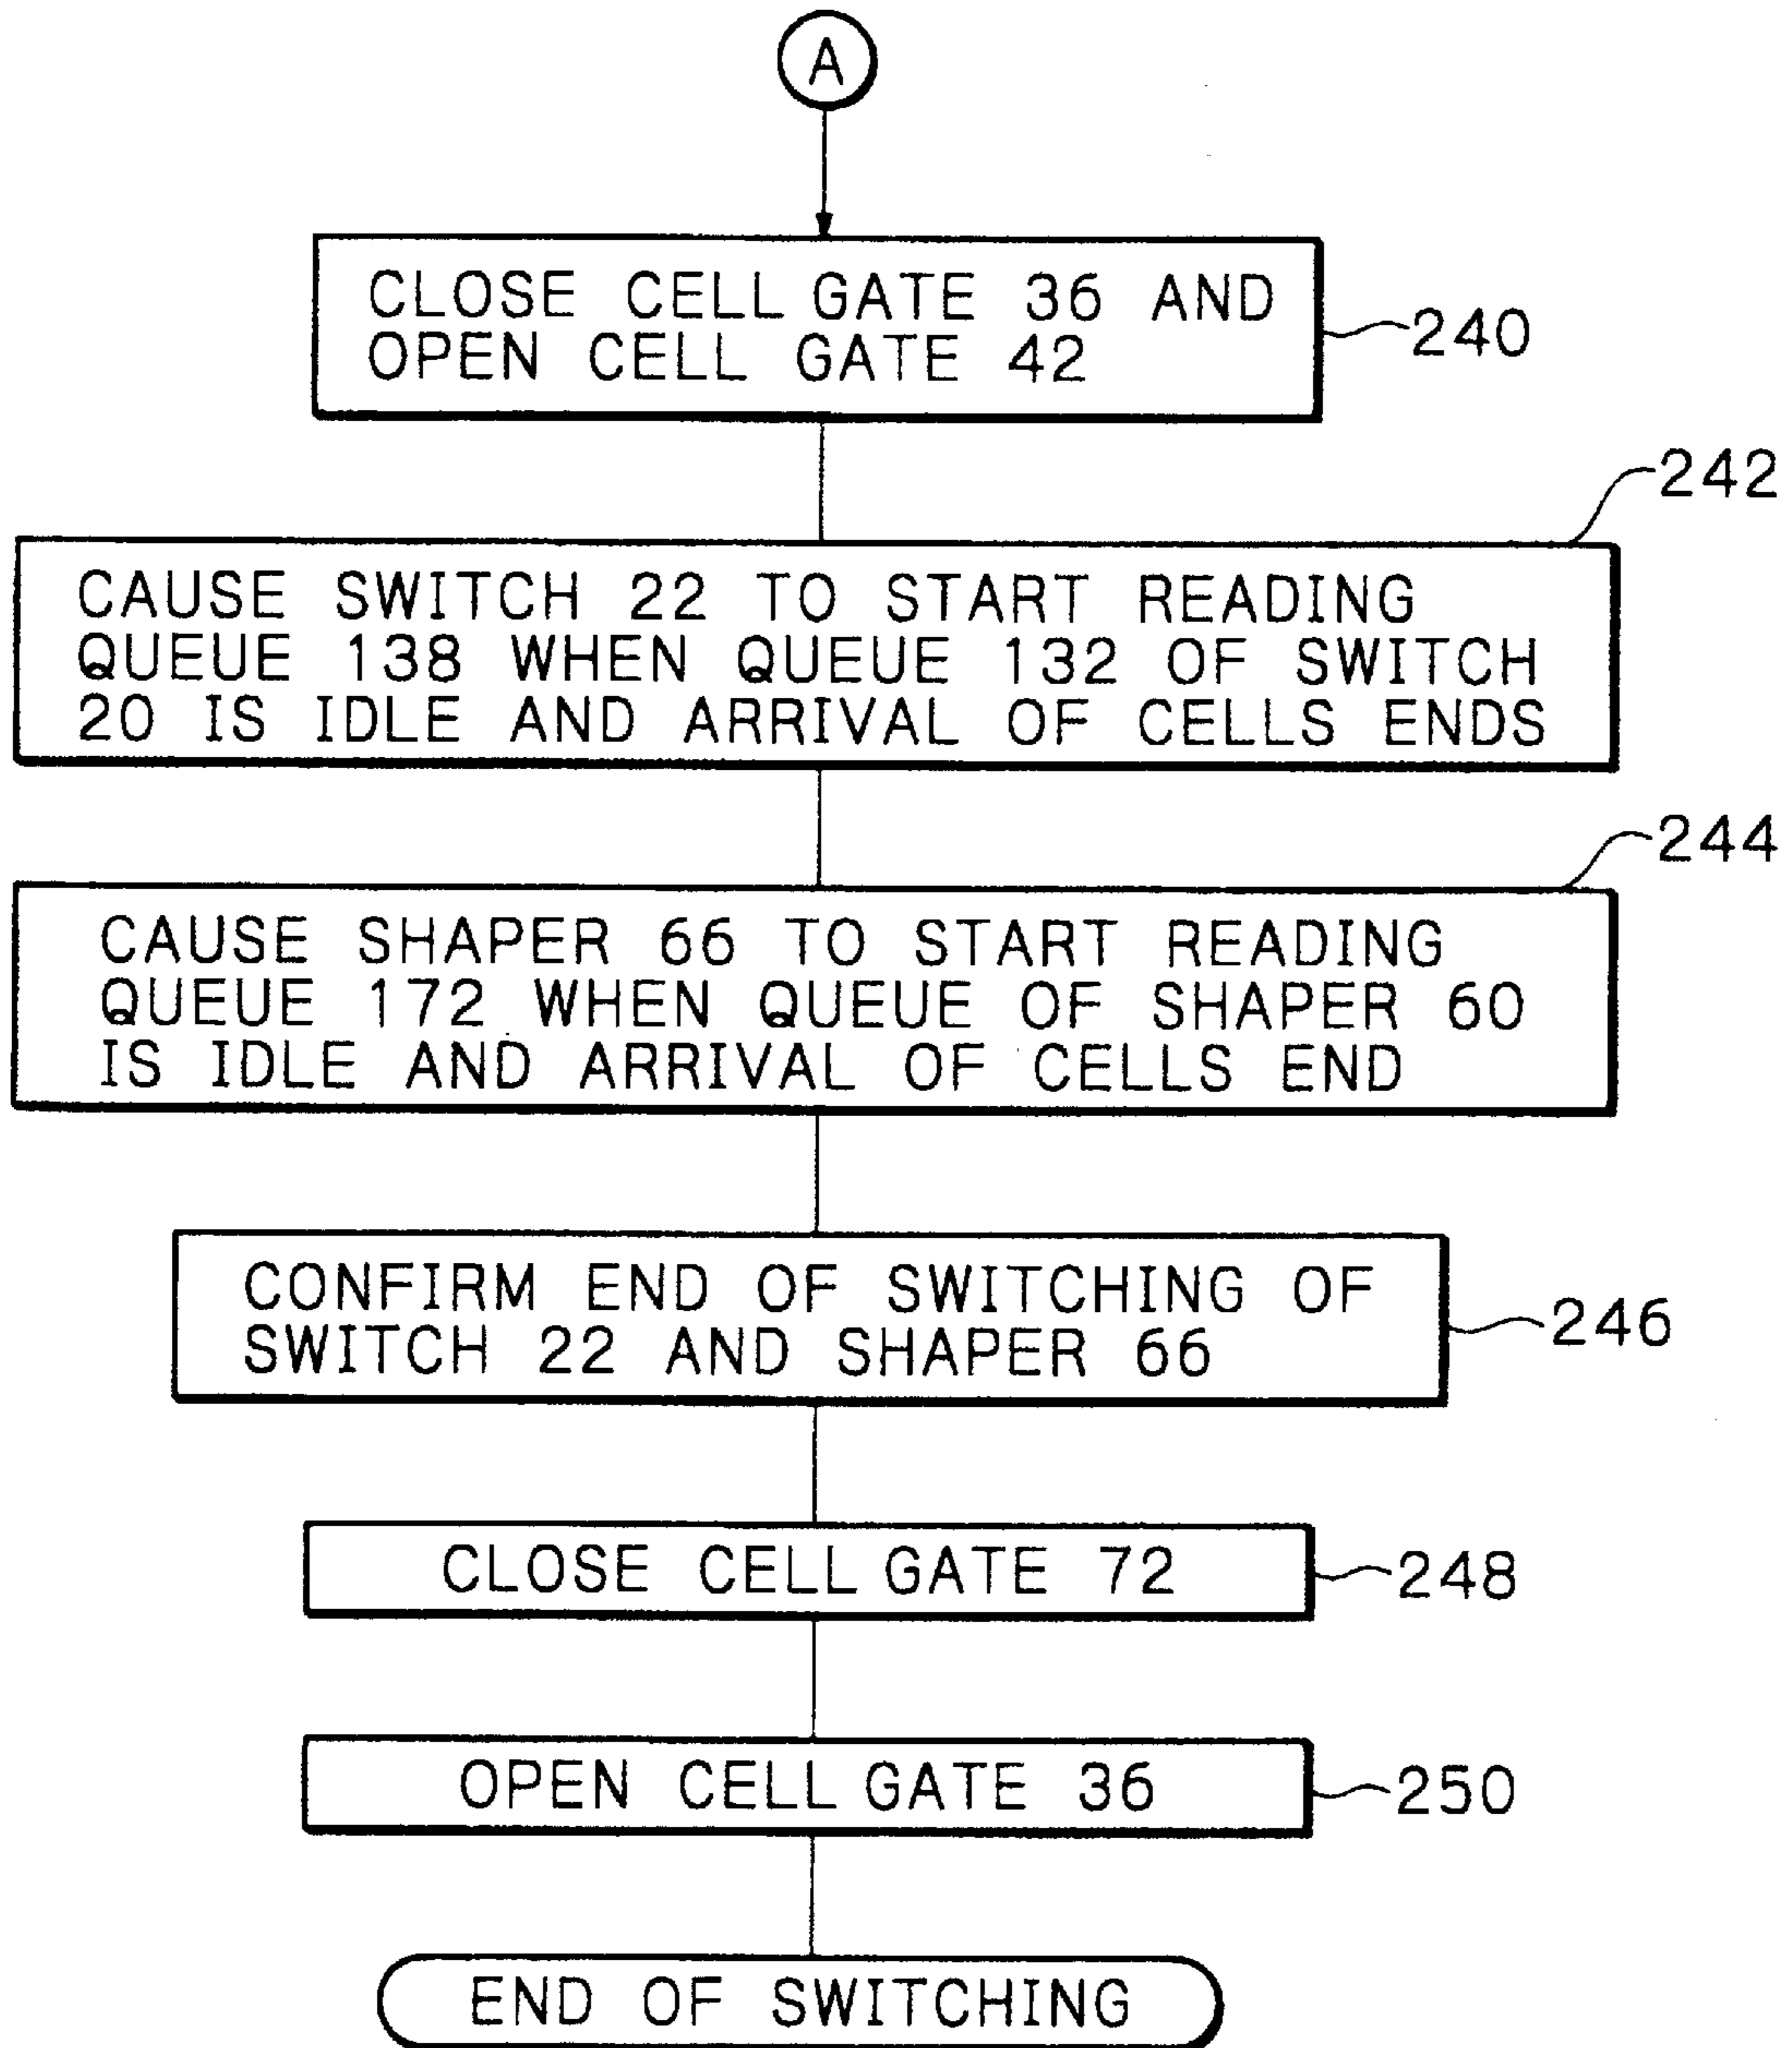 A
CLOSE CELL GATE 36 AND
OPEN CELL GATE 42
240
242
CAUSE SWITCH 22 TO START READING
QUEUE 138 WHEN QUEUE 132 OF SWITCH
20 IS IDLE AND ARRIVAL OF CELLS ENDS
244
CAUSE SHAPER 66 TO START READING
QUEUE 172 WHEN QUEUE OF SHAPER 60
IS IDLE AND ARRIVAL OF CELLS END
CONFIRM END OF SWITCHING OF
SWITCH 22 AND SHAPER 66
246
CLOSE CELL GATE 72
248
OPEN CELL GATE 36
250
END OF SWITCHING